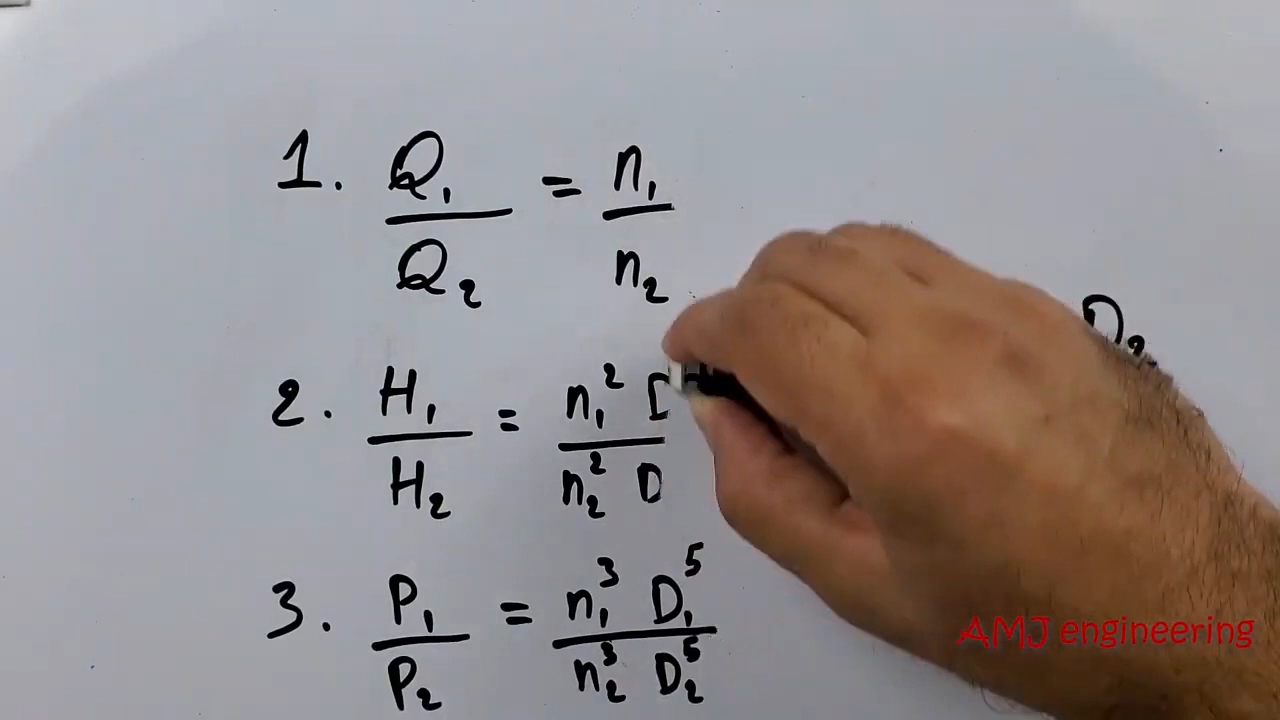 1. Q₁/Q₂ = n₁/n₂
D₂
2. H₁/H₂ = n₁² D/n₂² D
3. P₁/P₂ = n₁³ D₁⁵/n₂³ D₂⁵
AMJ engineering